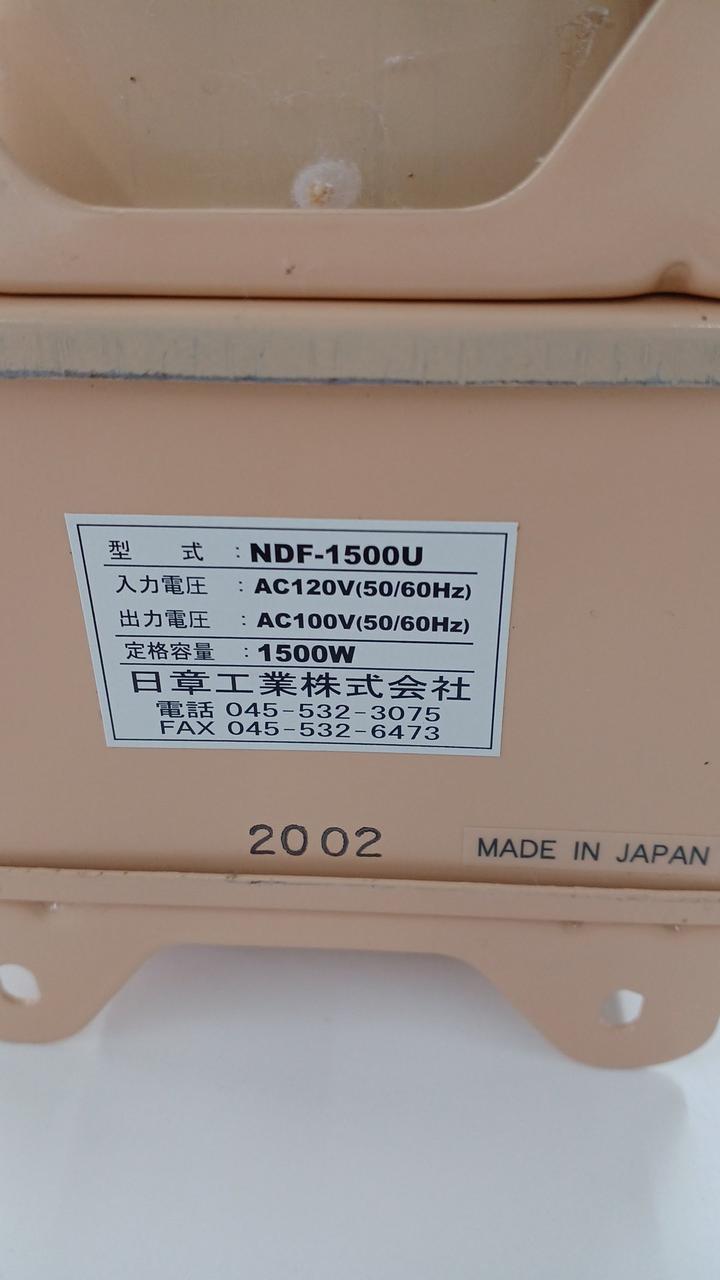 型 式 : NDF-1500U
入力電圧 : AC120V(50/60Hz)
出力電圧 : AC100V(50/60Hz)
定格容量 : 1500W
日章工業株式会社
電話 045-532-3075
FAX 045-532-6473
2002
MADE IN JAPAN